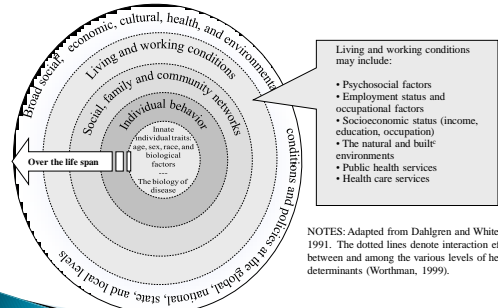 Broad social, economic, cultural, health, and environmental
conditions and policies at the global, national, state, and local levels
Living and working conditions
Social, family and community networks
Individual behavior
Innate
individual traits:
age, sex, race, and
biological
factors
---
The biology of
disease
Over the life span
Living and working conditions
may include:
• Psychosocial factors
• Employment status and
occupational factors
• Socioeconomic status (income,
education, occupation)
• The natural and builtᶜ
environments
• Public health services
• Health care services
NOTES: Adapted from Dahlgren and White
1991. The dotted lines denote interaction ef
between and among the various levels of he
determinants (Worthman, 1999).